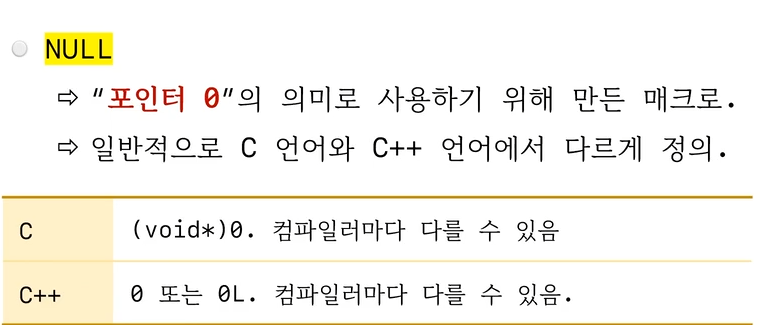 NULL
⇨ “포인터 0”의 의미로 사용하기 위해 만든 매크로.
⇨ 일반적으로 C 언어와 C++ 언어에서 다르게 정의.
C (void*)0. 컴파일러마다 다를 수 있음
C++ 0 또는 0L. 컴파일러마다 다를 수 있음.